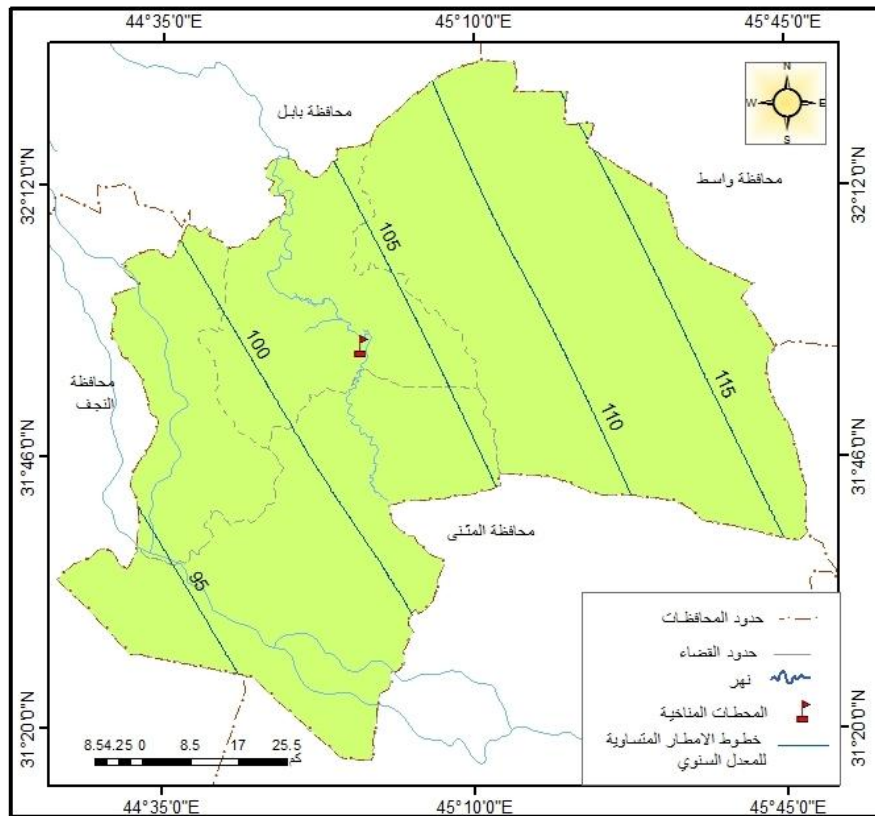 44°35'0"E 45°10'0"E 45°45'0"E
N
W E
S
محافظة بابل
محافظة واسط
32°12'0"N 32°12'0"N
105
100
محافظة
النجف
115
110
31°46'0"N 31°46'0"N
محافظة المثنى
95
حدود المحافظات
حدود القضاء
نهر
المحطات المناخية
خطوط الامطار المتساوية
للمعدل السنوي
31°20'0"N 31°20'0"N
8.5 4.25 0 8.5 17 25.5
كم
44°35'0"E 45°10'0"E 45°45'0"E